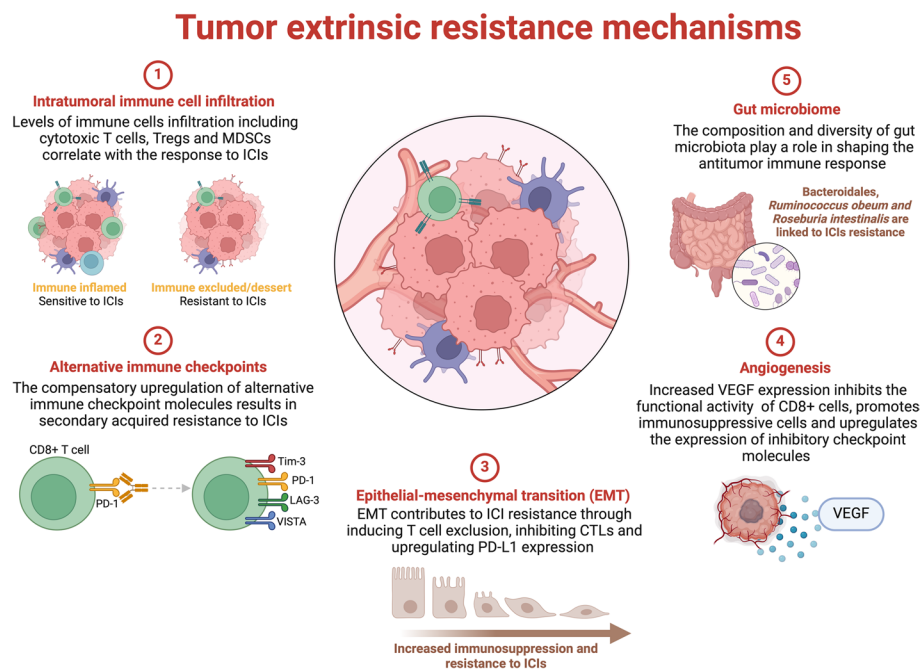 Tumor extrinsic resistance mechanisms
1
Intratumoral immune cell infiltration
Levels of immune cells infiltration including
cytotoxic T cells, Tregs and MDSCs
correlate with the response to ICIs
Immune inflamed
Sensitive to ICIs
Immune excluded/dessert
Resistant to ICIs
2
Alternative immune checkpoints
The compensatory upregulation of alternative
immune checkpoint molecules results in
secondary acquired resistance to ICIs
CD8+ T cell
PD-1
Tim-3
PD-1
LAG-3
VISTA
3
Epithelial-mesenchymal transition (EMT)
EMT contributes to ICI resistance through
inducing T cell exclusion, inhibiting CTLs and
upregulating PD-L1 expression
Increased immunosuppression and
resistance to ICIs
4
Angiogenesis
Increased VEGF expression inhibits the
functional activity of CD8+ cells, promotes
immunosuppressive cells and upregulates
the expression of inhibitory checkpoint
molecules
VEGF
5
Gut microbiome
The composition and diversity of gut
microbiota play a role in shaping the
antitumor immune response
Bacteroidales,
Ruminococcus obeum and
Roseburia intestinalis are
linked to ICIs resistance